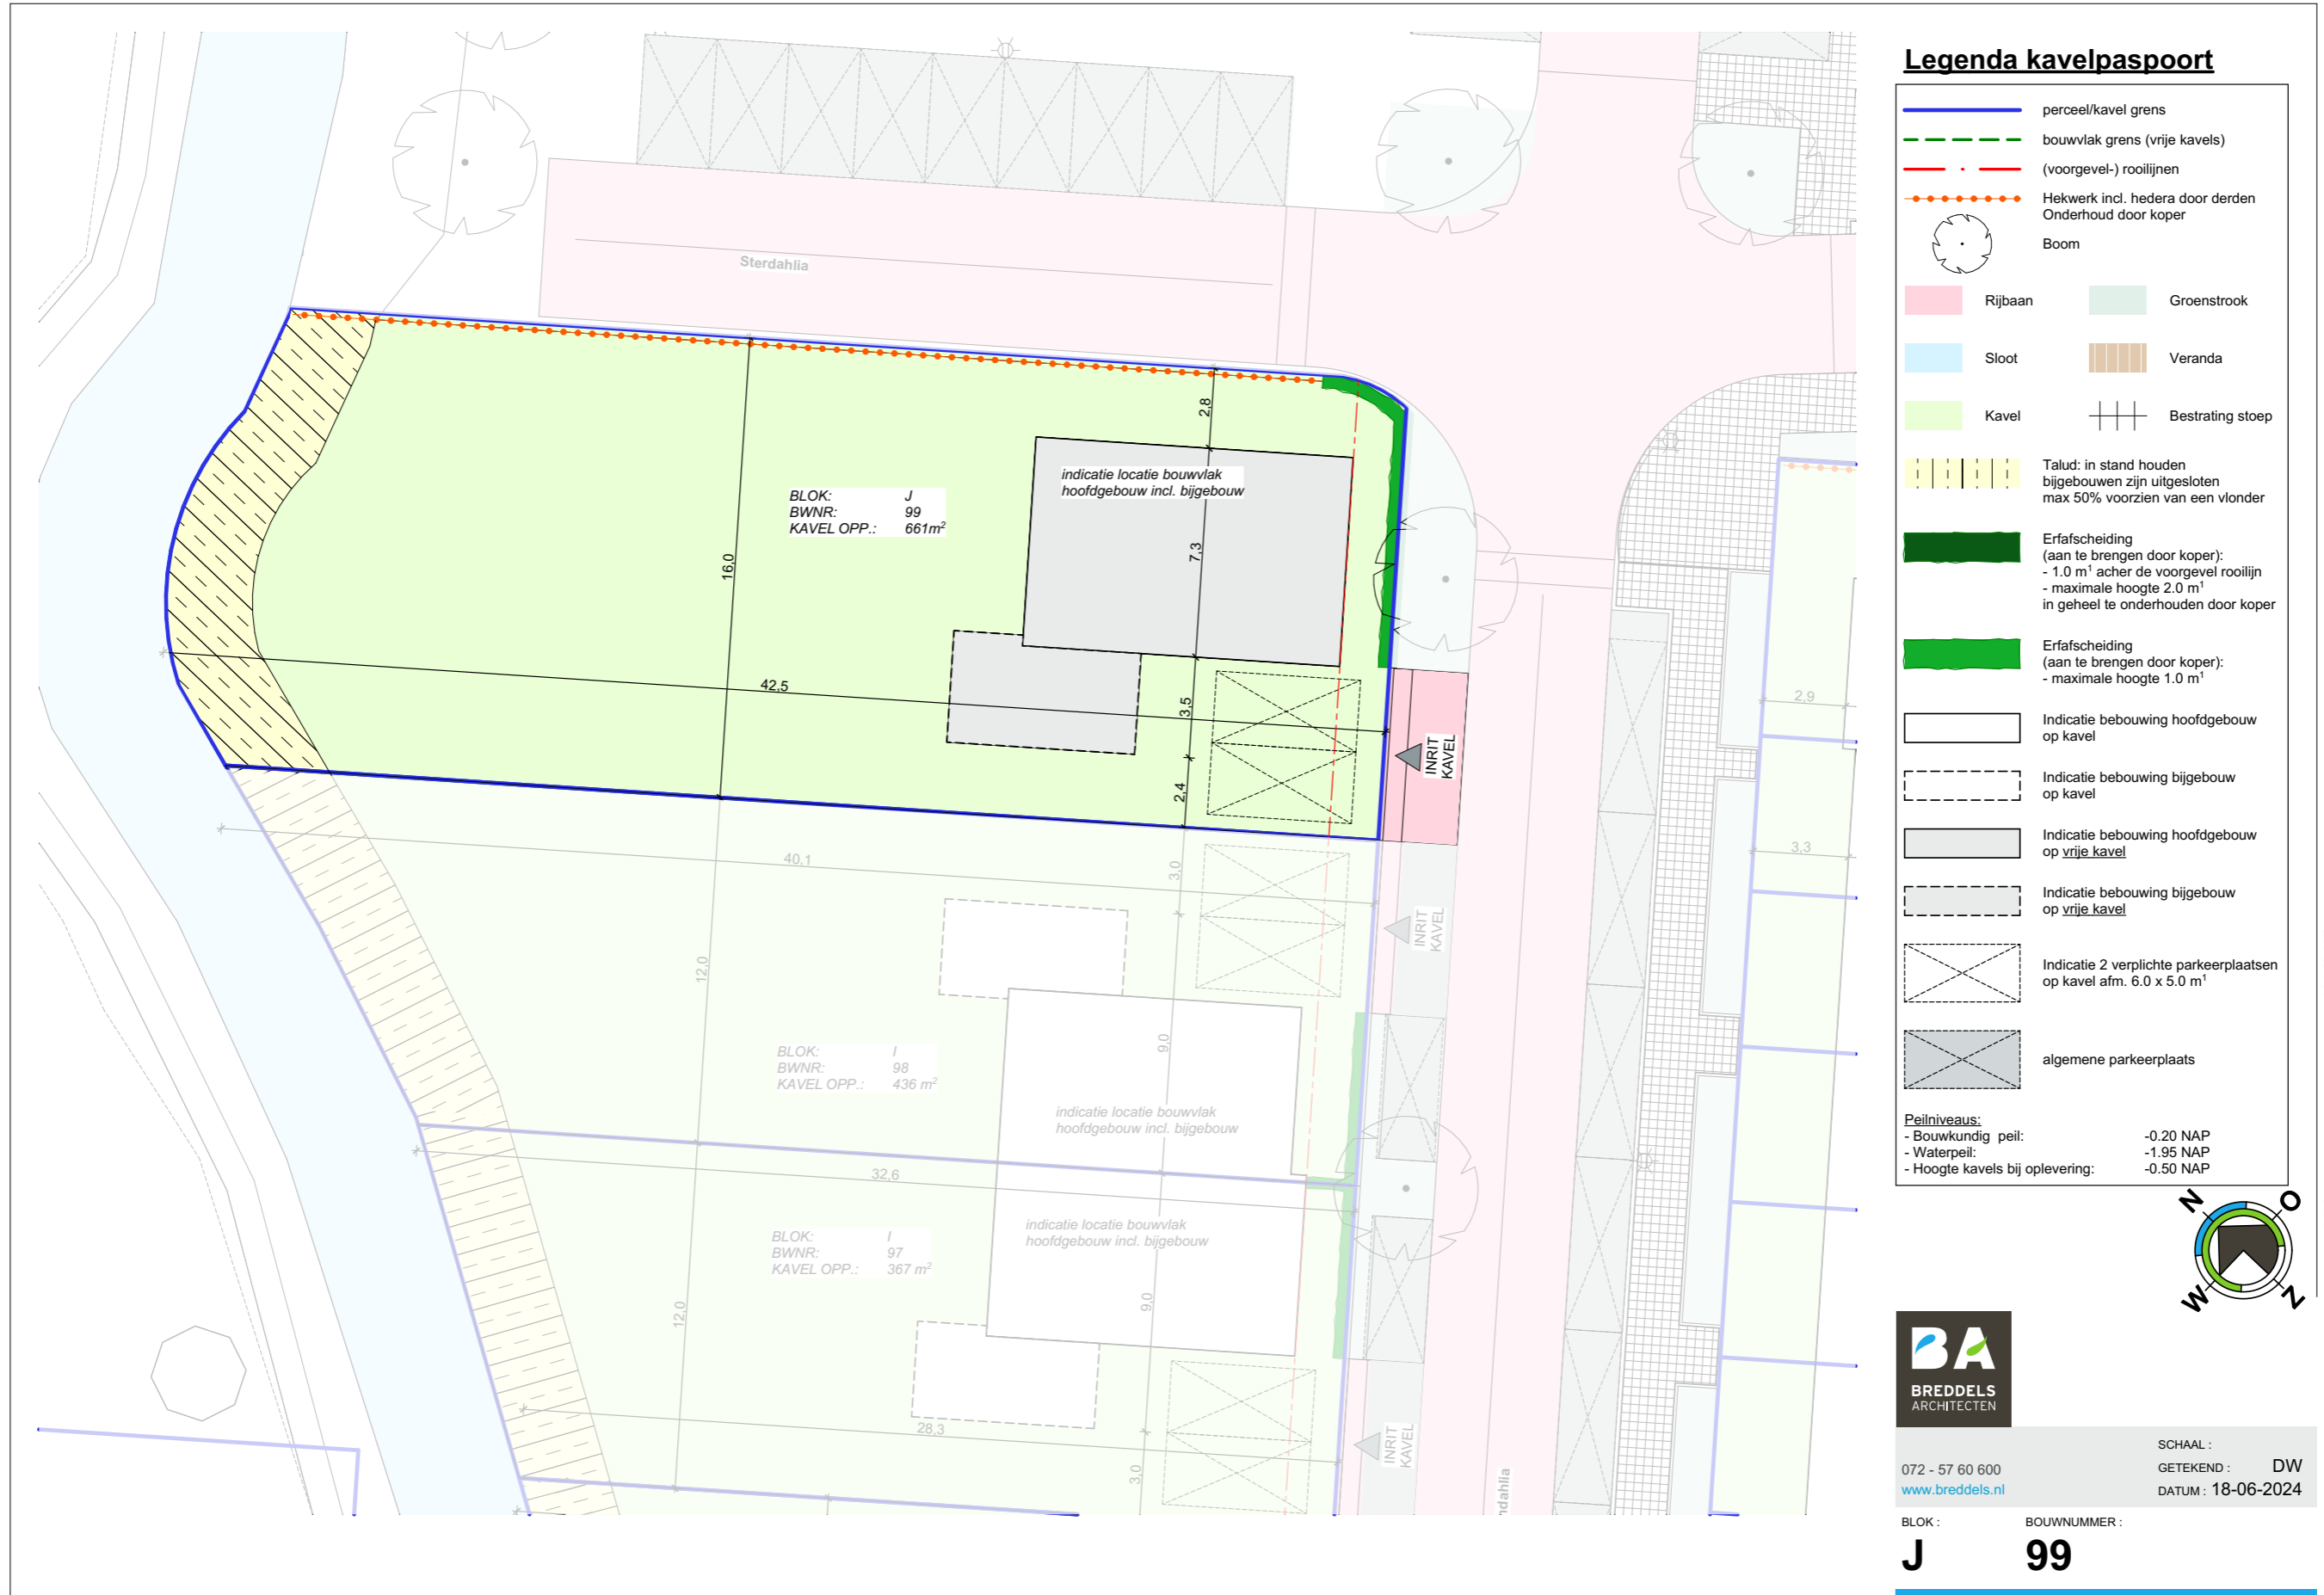 Sterdahlia
BLOK: J
BWNR: 99
KAVEL OPP.: 661m²
indicatie locatie bouwvlak
hoofdgebouw incl. bijgebouw
2,8
7,3
16,0
42,5
3,5
2,4
INRIT
KAVEL
40,1
3,0
12,0
INRIT
KAVEL
9,0
BLOK: I
BWNR: 98
KAVEL OPP.: 436 m²
indicatie locatie bouwvlak
hoofdgebouw incl. bijgebouw
32,6
BLOK: I
BWNR: 97
KAVEL OPP.: 367 m²
indicatie locatie bouwvlak
hoofdgebouw incl. bijgebouw
12,0
9,0
28,3
3,0
INRIT
KAVEL
ndahlia
2,9
3,3
Legenda kavelpaspoort
perceel/kavel grens
bouwvlak grens (vrije kavels)
(voorgevel-) rooilijnen
Hekwerk incl. hedera door derden
Onderhoud door koper
Boom
Rijbaan Groenstrook
Sloot Veranda
Kavel Bestrating stoep
Talud: in stand houden
bijgebouwen zijn uitgesloten
max 50% voorzien van een vlonder
Erfafscheiding
(aan te brengen door koper):
- 1.0 m¹ acher de voorgevel rooilijn
- maximale hoogte 2.0 m¹
in geheel te onderhouden door koper
Erfafscheiding
(aan te brengen door koper):
- maximale hoogte 1.0 m¹
Indicatie bebouwing hoofdgebouw
op kavel
Indicatie bebouwing bijgebouw
op kavel
Indicatie bebouwing hoofdgebouw
op vrije kavel
Indicatie bebouwing bijgebouw
op vrije kavel
Indicatie 2 verplichte parkeerplaatsen
op kavel afm. 6.0 x 5.0 m¹
algemene parkeerplaats
Peilniveaus:
- Bouwkundig peil: -0.20 NAP
- Waterpeil: -1.95 NAP
- Hoogte kavels bij oplevering: -0.50 NAP
N O
W Z
BA
BREDDELS
ARCHITECTEN
072 - 57 60 600
www.breddels.nl
SCHAAL :
GETEKEND : DW
DATUM : 18-06-2024
BLOK : BOUWNUMMER :
J 99